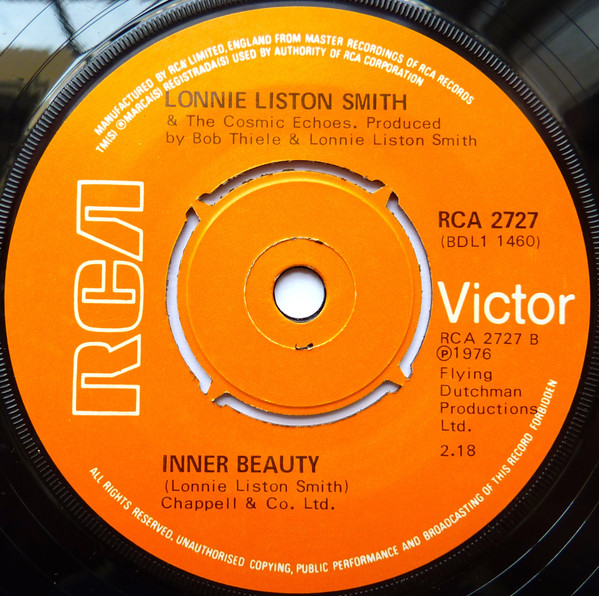 MANUFACTURED BY RCA LIMITED, ENGLAND FROM MASTER RECORDINGS OF RCA RECORDS
TM(S) ® MARCA(S) REGISTRADA(S) USED BY AUTHORITY OF RCA CORPORATION
LONNIE LISTON SMITH
& The Cosmic Echoes. Produced
by Bob Thiele & Lonnie Liston Smith
RCA
RCA 2727
(BDL1 1460)
Victor
RCA 2727 B
Ⓟ1976
Flying
Dutchman
Productions
Ltd.
2.18
INNER BEAUTY
(Lonnie Liston Smith)
Chappell & Co. Ltd.
ALL RIGHTS RESERVED, UNAUTHORISED COPYING, PUBLIC PERFORMANCE AND BROADCASTING OF THIS RECORD FORBIDDEN